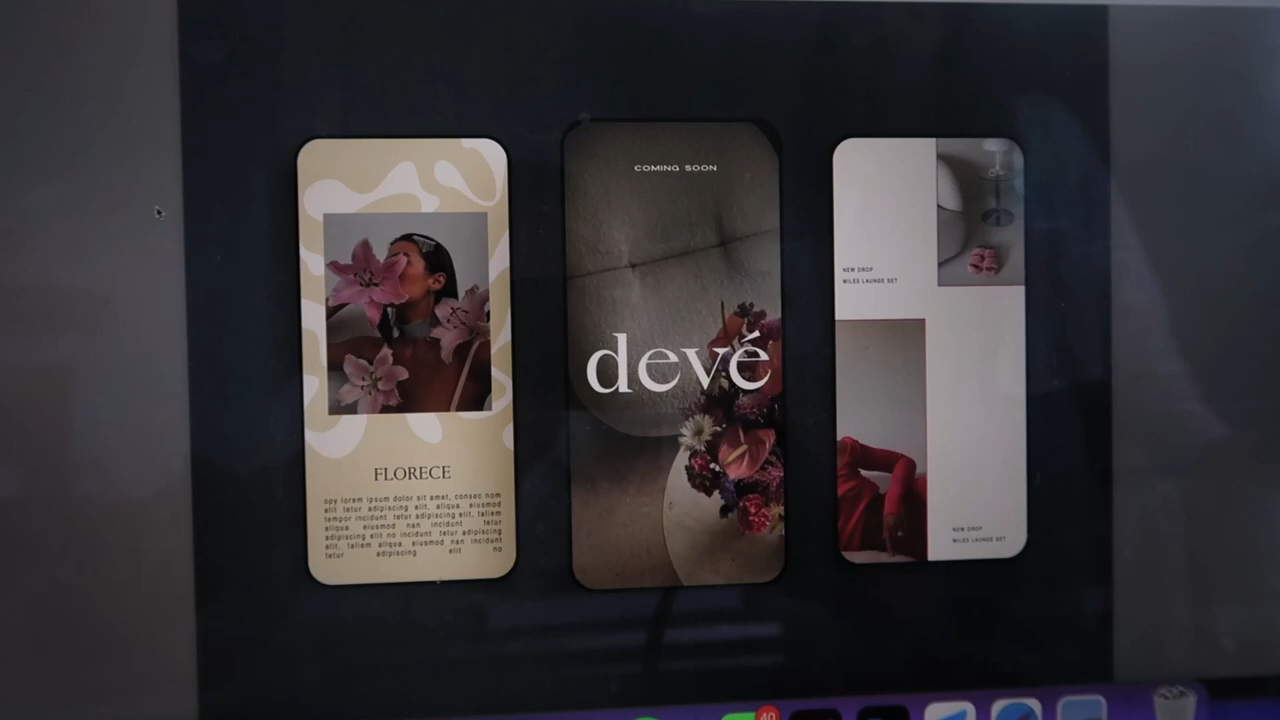 FLORECE
opy lorem ipsum dolor sit amet, consec nom
elit tetur adipiscing elit, aliqua. eiusmod
tempor incidunt tetur adipiscing elit, tallem
aliqua. eiusmod nan incidunt tetur
adipiscing elit no incidunt tetur adipiscing
elit, tallem aliqua. eiusmod nan incidunt
tetur adipiscing elit no
COMING SOON
devé
NEW DROP
MILES LAUNGE SET
NEW DROP
MILES LAUNGE SET
40